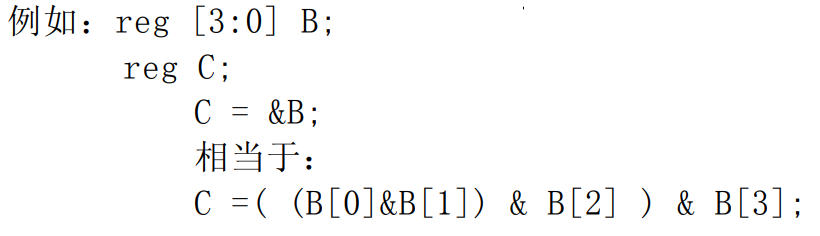 例如：reg [3:0] B;
reg C;
C = &B;
相当于：
C =( (B[0]&B[1]) & B[2] ) & B[3];